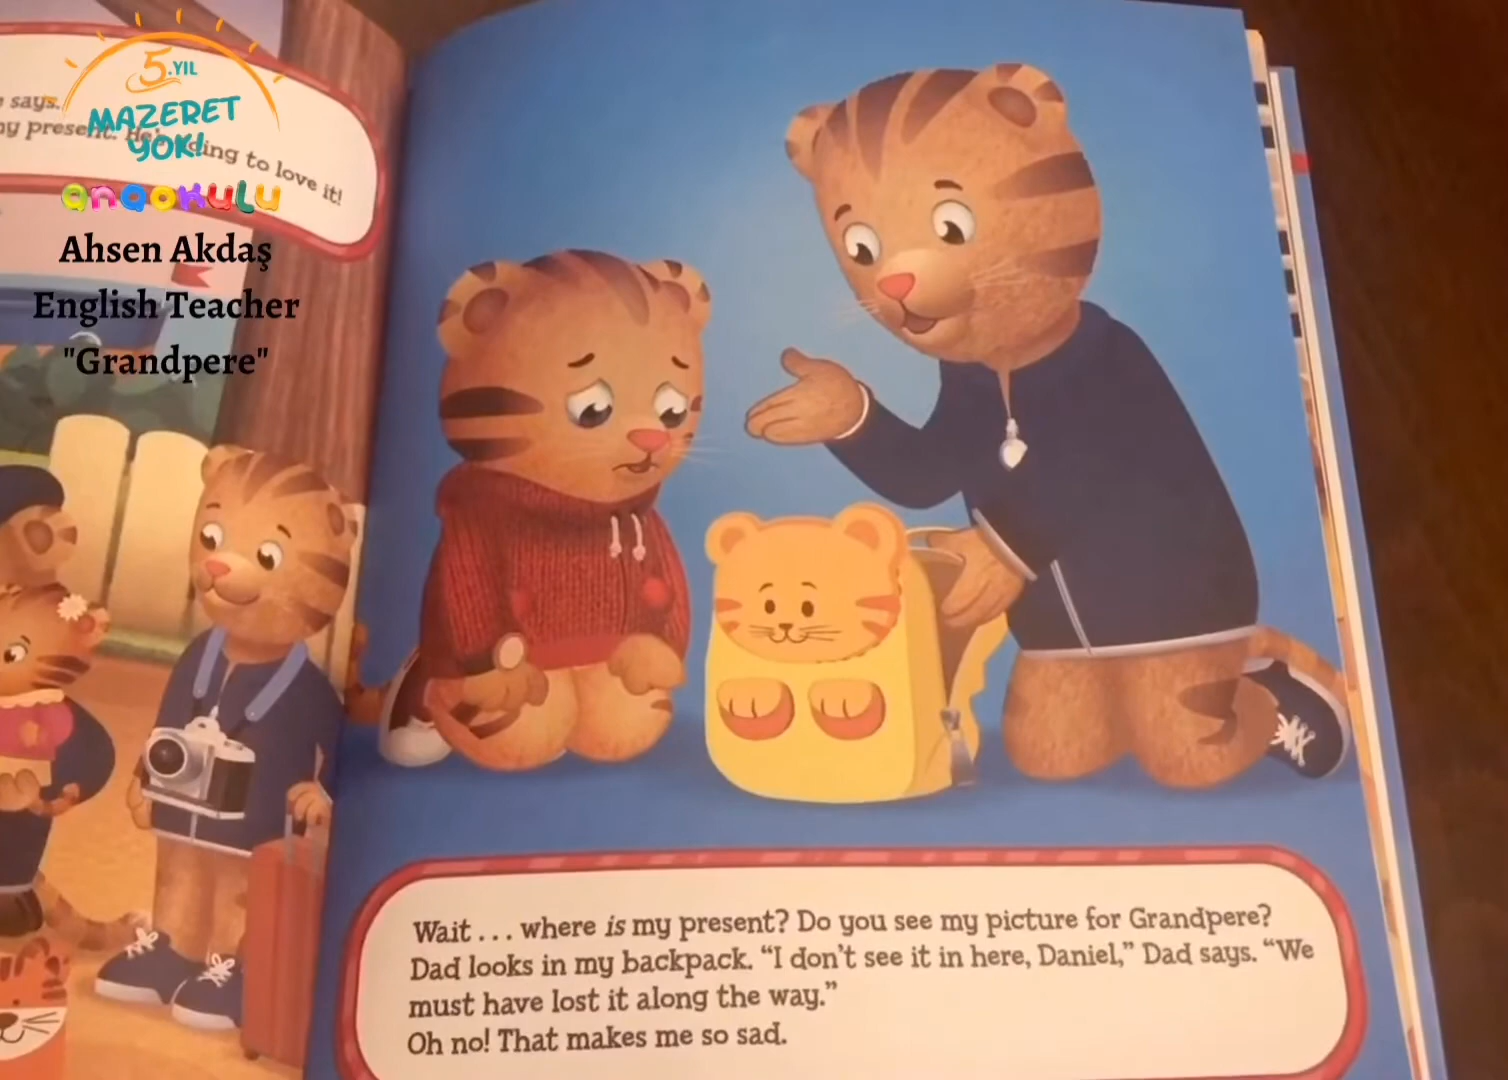 5.YIL
MAZERET
YOK!
anaokulu
Ahsen Akdaş
English Teacher
"Grandpere"
says.
my present. He's going to love it!
Wait . . . where is my present? Do you see my picture for Grandpere?
Dad looks in my backpack. “I don’t see it in here, Daniel,” Dad says. “We
must have lost it along the way.”
Oh no! That makes me so sad.